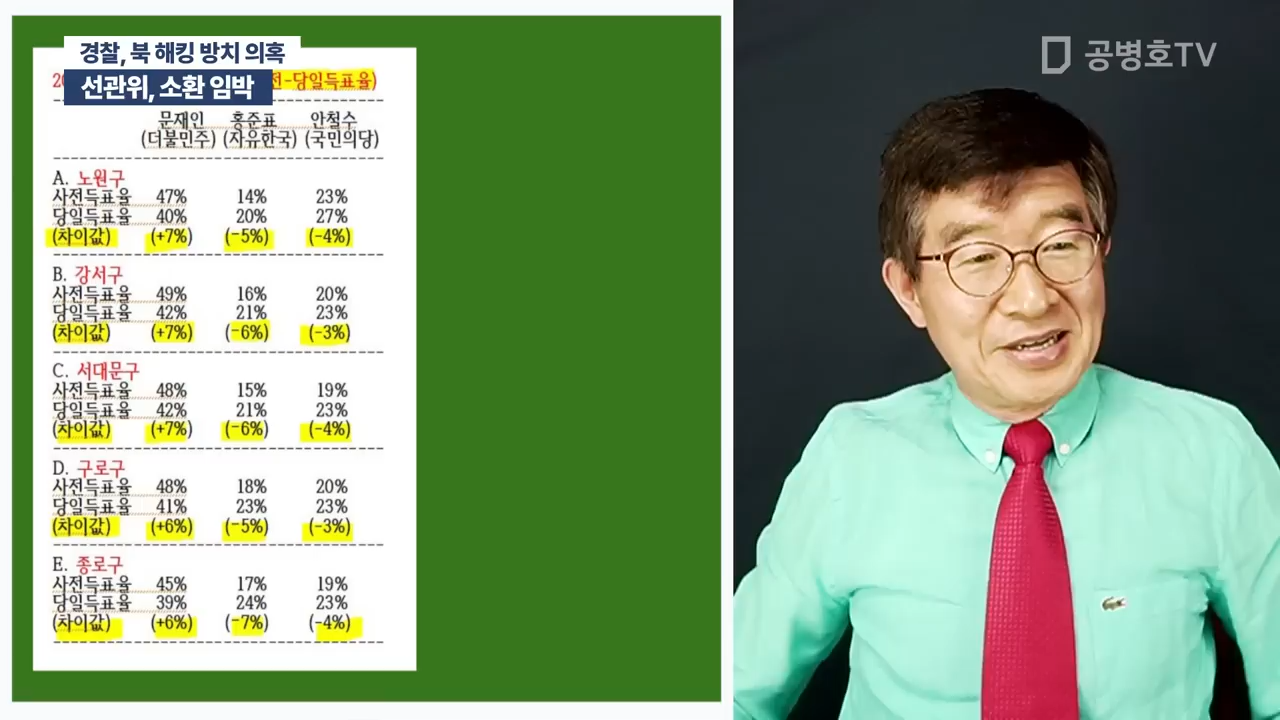 경찰, 북 해킹 방치 의혹
선관위, 소환 임박
20
전-당일득표율)
문재인 홍준표 안철수
(더불민주) (자유한국) (국민의당)
A. 노원구
사전득표율 47% 14% 23%
당일득표율 40% 20% 27%
(차이값) (+7%) (-5%) (-4%)
B. 강서구
사전득표율 49% 16% 20%
당일득표율 42% 21% 23%
(차이값) (+7%) (-6%) (-3%)
C. 서대문구
사전득표율 48% 15% 19%
당일득표율 42% 21% 23%
(차이값) (+7%) (-6%) (-4%)
D. 구로구
사전득표율 48% 18% 20%
당일득표율 41% 23% 23%
(차이값) (+6%) (-5%) (-3%)
E. 종로구
사전득표율 45% 17% 19%
당일득표율 39% 24% 23%
(차이값) (+6%) (-7%) (-4%)
공병호TV